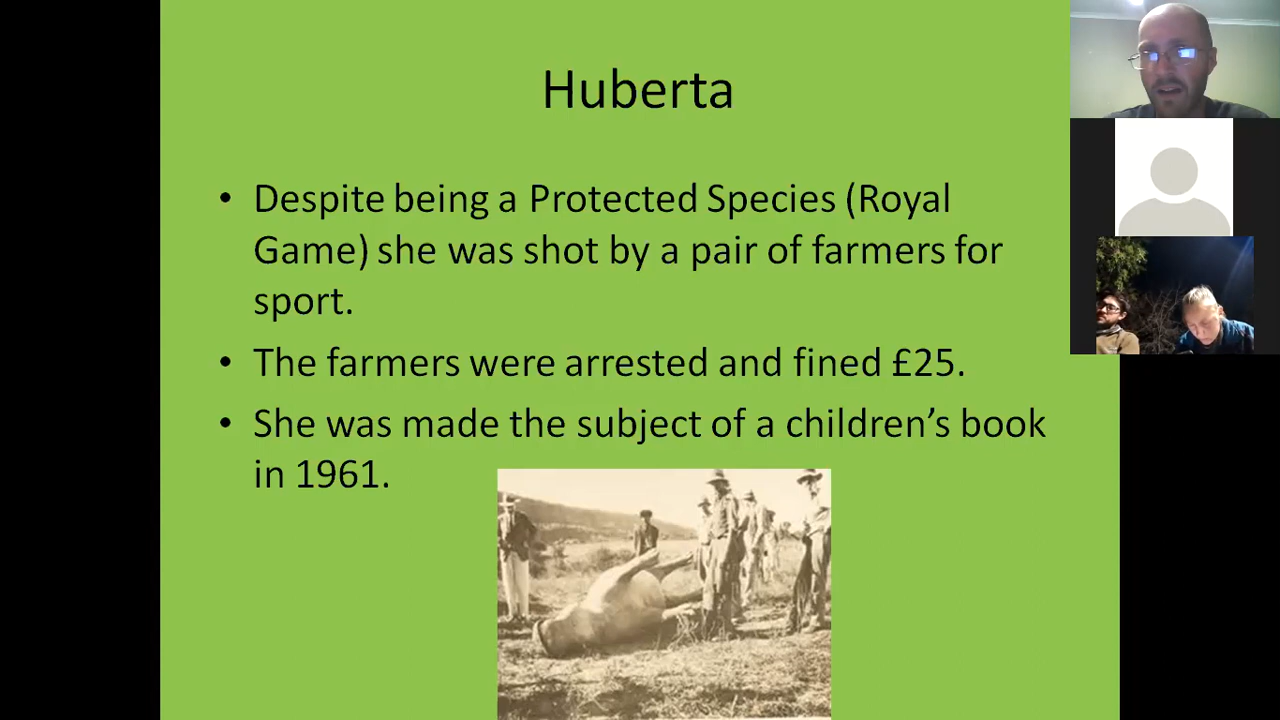 Huberta
• Despite being a Protected Species (Royal
Game) she was shot by a pair of farmers for
sport.
• The farmers were arrested and fined £25.
• She was made the subject of a children’s book
in 1961.